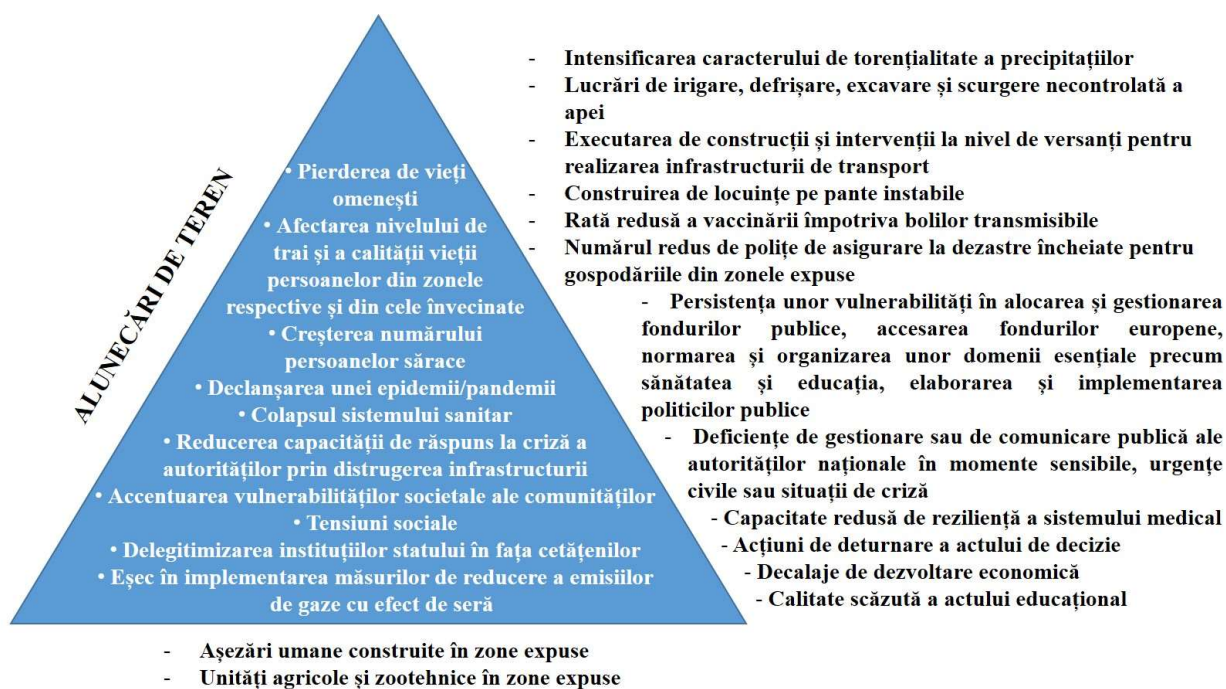 ALUNECĂRI DE TEREN
• Pierderea de vieți
omenești
• Afectarea nivelului de
trai și a calității vieții
persoanelor din zonele
respective și din cele învecinate
• Creșterea numărului
persoanelor sărace
• Declanșarea unei epidemii/pandemii
• Colapsul sistemului sanitar
• Reducerea capacității de răspuns la criză a
autorităților prin distrugerea infrastructurii
• Accentuarea vulnerabilităților societale ale comunităților
• Tensiuni sociale
• Delegitimizarea instituțiilor statului în fața cetățenilor
• Eșec în implementarea măsurilor de reducere a emisiilor
de gaze cu efect de seră
- Intensificarea caracterului de torențialitate a precipitațiilor
- Lucrări de irigare, defrișare, excavare și scurgere necontrolată a
apei
- Executarea de construcții și intervenții la nivel de versanți pentru
realizarea infrastructurii de transport
- Construirea de locuințe pe pante instabile
- Rată redusă a vaccinării împotriva bolilor transmisibile
- Numărul redus de polițe de asigurare la dezastre încheiate pentru
gospodăriile din zonele expuse
- Persistența unor vulnerabilități în alocarea și gestionarea
fondurilor publice, accesarea fondurilor europene,
normarea și organizarea unor domenii esențiale precum
sănătatea și educația, elaborarea și implementarea
politicilor publice
- Deficiențe de gestionare sau de comunicare publică ale
autorităților naționale în momente sensibile, urgențe
civile sau situații de criză
- Capacitate redusă de reziliență a sistemului medical
- Acțiuni de deturnare a actului de decizie
- Decalaje de dezvoltare economică
- Calitate scăzută a actului educațional
- Așezări umane construite în zone expuse
- Unități agricole și zootehnice în zone expuse